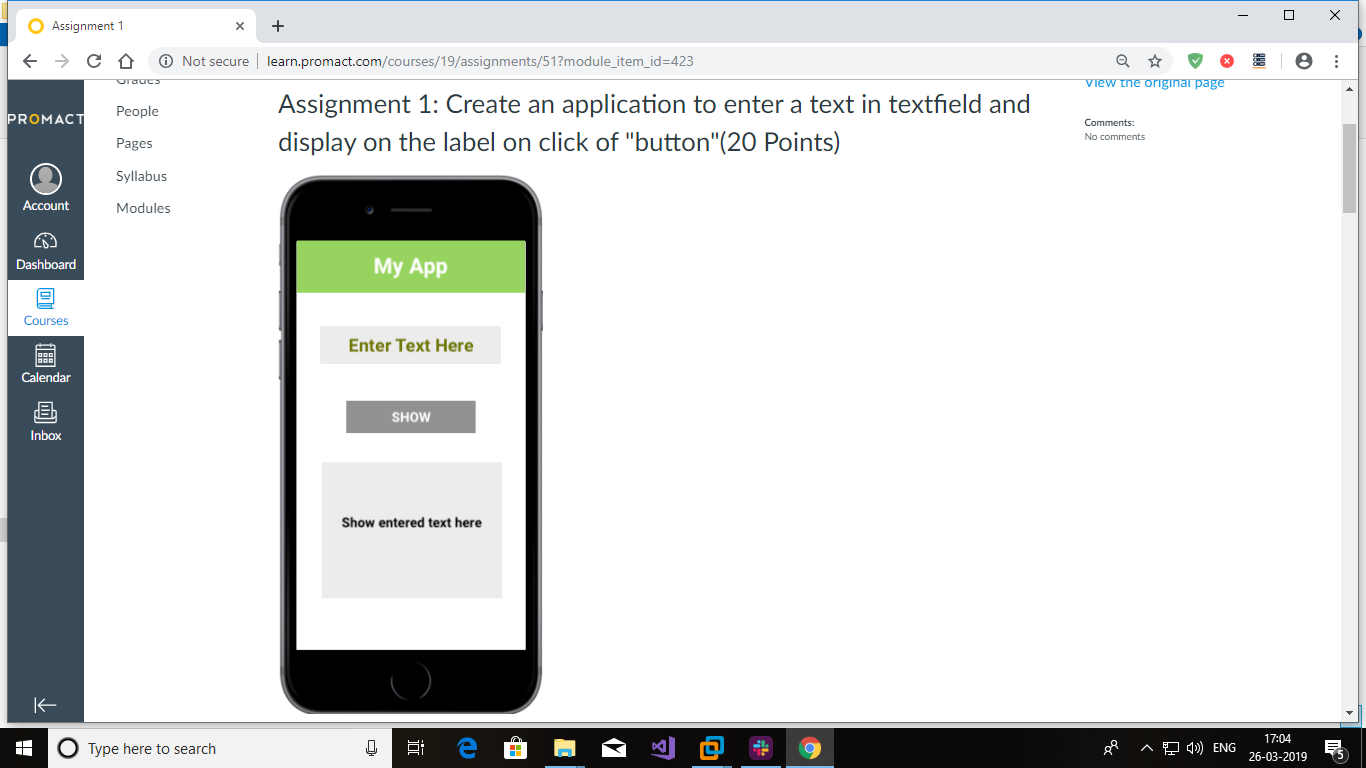 Assignment 1
Not secure
learn.promact.com/courses/19/assignments/51?module_item_id=423
PROMACT
Account
Dashboard
Courses
Calendar
Inbox
Grades
People
Pages
Syllabus
Modules
Assignment 1: Create an application to enter a text in textfield and
display on the label on click of "button"(20 Points)
My App
Enter Text Here
SHOW
Show entered text here
View the original page
Comments:
No comments
Type here to search
ENG
17:04
26-03-2019
5